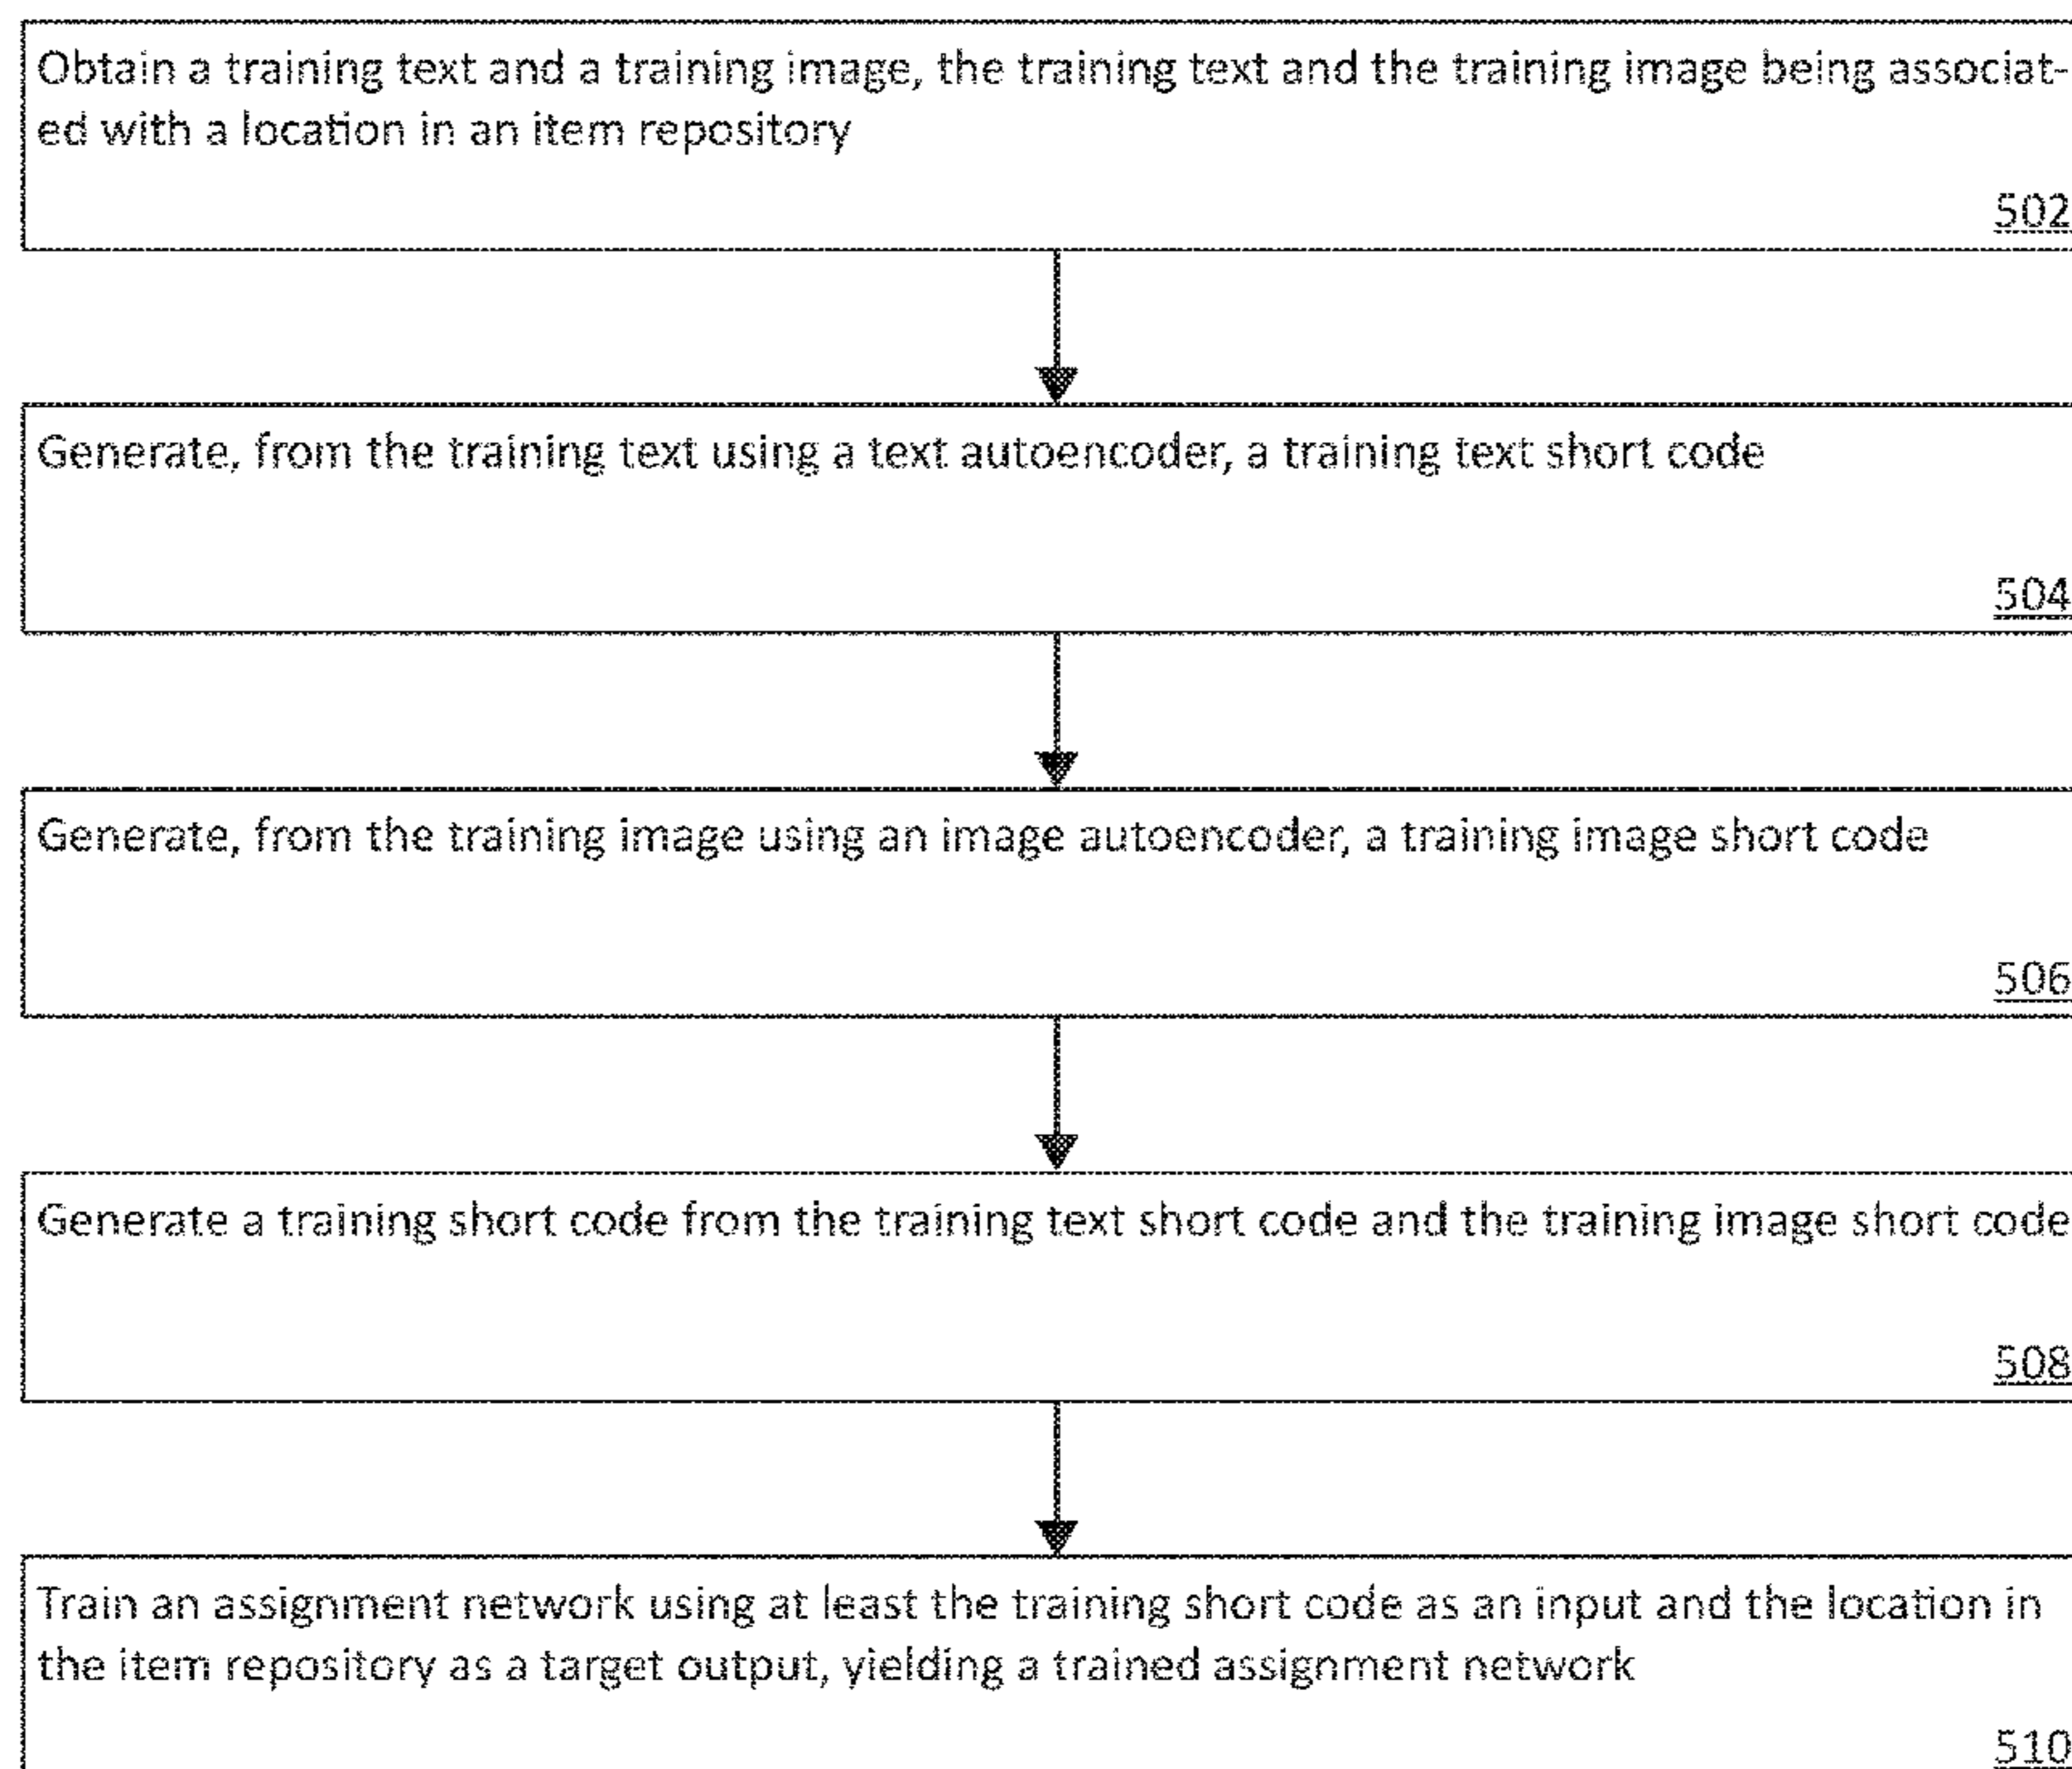 Obtain a training text and a training image, the training text and the training image being associat-
ed with a location in an item repository
502
Generate, from the training text using a text autoencoder, a training text short code
504
Generate, from the training image using an image autoencoder, a training image short code
506
Generate a training short code from the training text short code and the training image short code
508
Train an assignment network using at least the training short code as an input and the location in
the item repository as a target output, yielding a trained assignment network
510